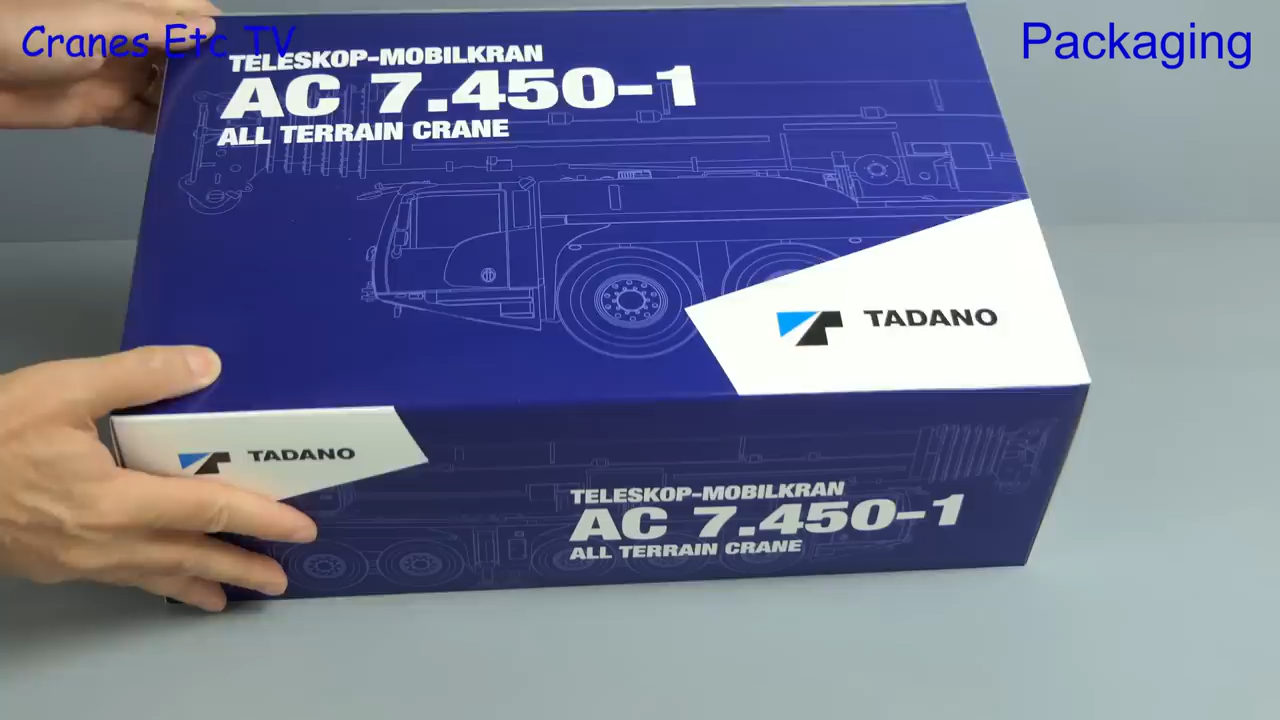 Cranes Etc TV
Packaging
TELESKOP-MOBILKRAN
AC 7.450-1
ALL TERRAIN CRANE
TADANO
TADANO
TELESKOP-MOBILKRAN
AC 7.450-1
ALL TERRAIN CRANE